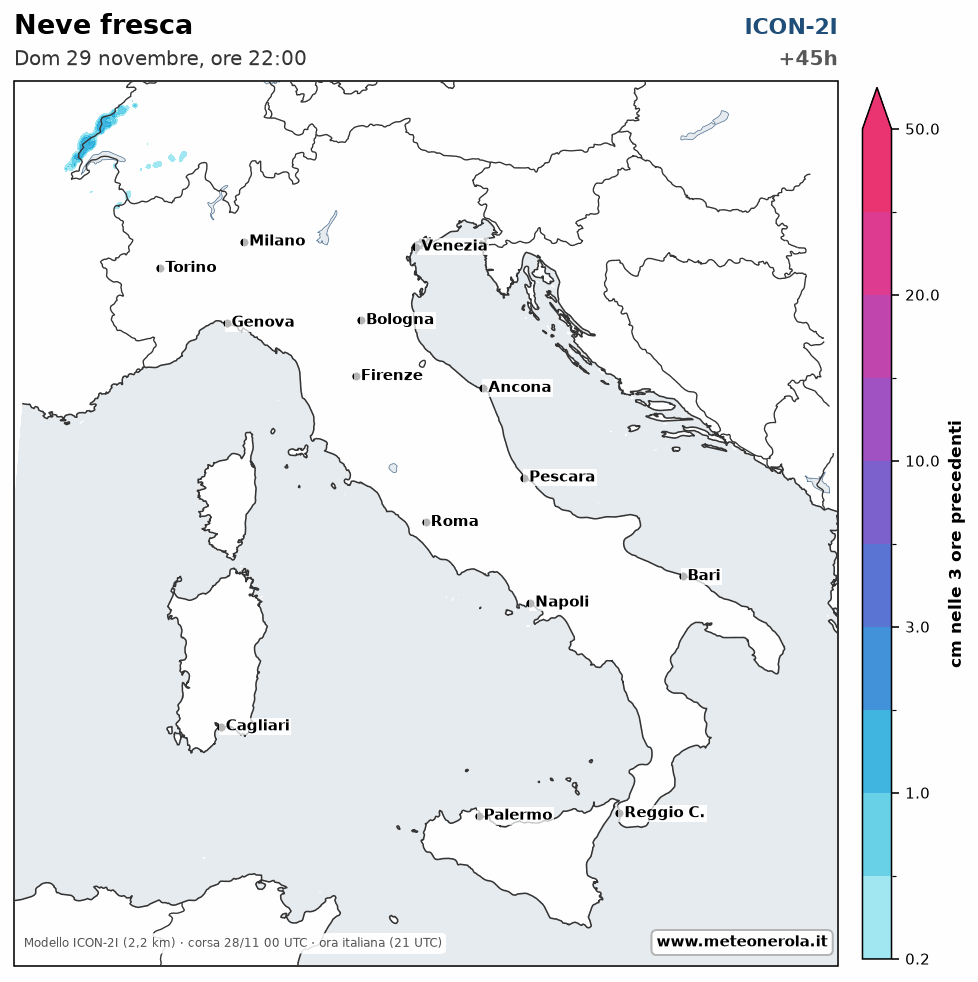 Neve fresca
ICON-2I
Dom 29 novembre, ore 22:00
+45h
50.0
20.0
10.0
3.0
1.0
0.2
cm nelle 3 ore precedenti
Milano
Venezia
Torino
Genova
Bologna
Firenze
Ancona
Pescara
Roma
Bari
Napoli
Cagliari
Palermo
Reggio C.
Modello ICON-2I (2,2 km) · corsa 28/11 00 UTC · ora italiana (21 UTC)
www.meteonerola.it